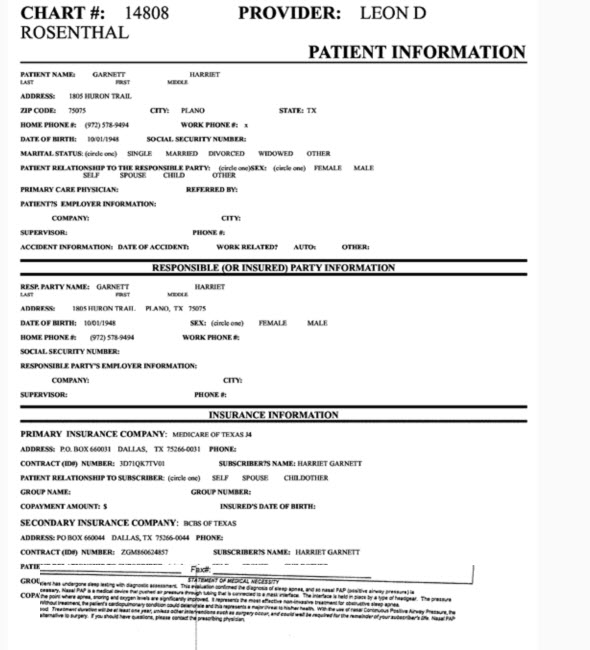 CHART #: 14808 PROVIDER: LEON D
ROSENTHAL
PATIENT INFORMATION
PATIENT NAME: GARNETT HARRIET
LAST FIRST MIDDLE
ADDRESS: 1805 HURON TRAIL
ZIP CODE: 75075 CITY: PLANO STATE: TX
HOME PHONE #: (972) 578-9494 WORK PHONE #: x
DATE OF BIRTH: 10/01/1948 SOCIAL SECURITY NUMBER:
MARITAL STATUS: (circle one) SINGLE MARRIED DIVORCED WIDOWED OTHER
PATIENT RELATIONSHIP TO THE RESPONSIBLE PARTY: (circle one)SEX: (circle one) FEMALE MALE
SELF SPOUSE CHILD OTHER
PRIMARY CARE PHYSICIAN: REFERRED BY:
PATIENT?S EMPLOYER INFORMATION:
COMPANY: CITY:
SUPERVISOR: PHONE #:
ACCIDENT INFORMATION: DATE OF ACCIDENT: WORK RELATED? AUTO: OTHER:
RESPONSIBLE (OR INSURED) PARTY INFORMATION
RESP. PARTY NAME: GARNETT HARRIET
LAST FIRST MIDDLE
ADDRESS: 1805 HURON TRAIL PLANO, TX 75075
DATE OF BIRTH: 10/01/1948 SEX: (circle one) FEMALE MALE
HOME PHONE #: (972) 578-9494 WORK PHONE #:
SOCIAL SECURITY NUMBER:
RESPONSIBLE PARTY'S EMPLOYER INFORMATION:
COMPANY: CITY:
SUPERVISOR: PHONE #:
INSURANCE INFORMATION
PRIMARY INSURANCE COMPANY: MEDICARE OF TEXAS J4
ADDRESS: P.O. BOX 660031 DALLAS, TX 75266-0031 PHONE:
CONTRACT (ID#) NUMBER: 3D71QK7TV01 SUBSCRIBER?S NAME: HARRIET GARNETT
PATIENT RELATIONSHIP TO SUBSCRIBER: (circle one) SELF SPOUSE CHILDOTHER
GROUP NAME: GROUP NUMBER:
COPAYMENT AMOUNT: $ INSURED'S DATE OF BIRTH:
SECONDARY INSURANCE COMPANY: BCBS OF TEXAS
ADDRESS: PO BOX 660044 DALLAS, TX 75266-0044 PHONE:
CONTRACT (ID#) NUMBER: ZGM860624857 SUBSCRIBER?S NAME: HARRIET GARNETT
PATIE Fax#:
STATEMENT OF MEDICAL NECESSITY
GROU tient has undergone sleep testing with diagnostic assessment. This evaluation confirmed the diagnosis of sleep apnea, and as nasal PAP (positive airway pressure) is
cessary. Nasal PAP is a medical device that pushes air pressure through tubing that is connected to a mask interface. The interface is held in place by a type of headgear. The pressure
COPA the point where apnea, snoring and oxygen levels are significantly improved. It represents the most effective non-invasive treatment for obstructive sleep apnea.
Without treatment, the patient's cardiopulmonary condition could deteriorate and this represents a major threat to his/her health. With the use of nasal Continuous Positive Airway Pressure, the
ted. Treatment duration will be at least one year, unless other interventions such as surgery occur, and could well be required for the remainder of your subscriber's life. Nasal PAP
alternative to surgery. If you should have questions, please contact the prescribing physician.